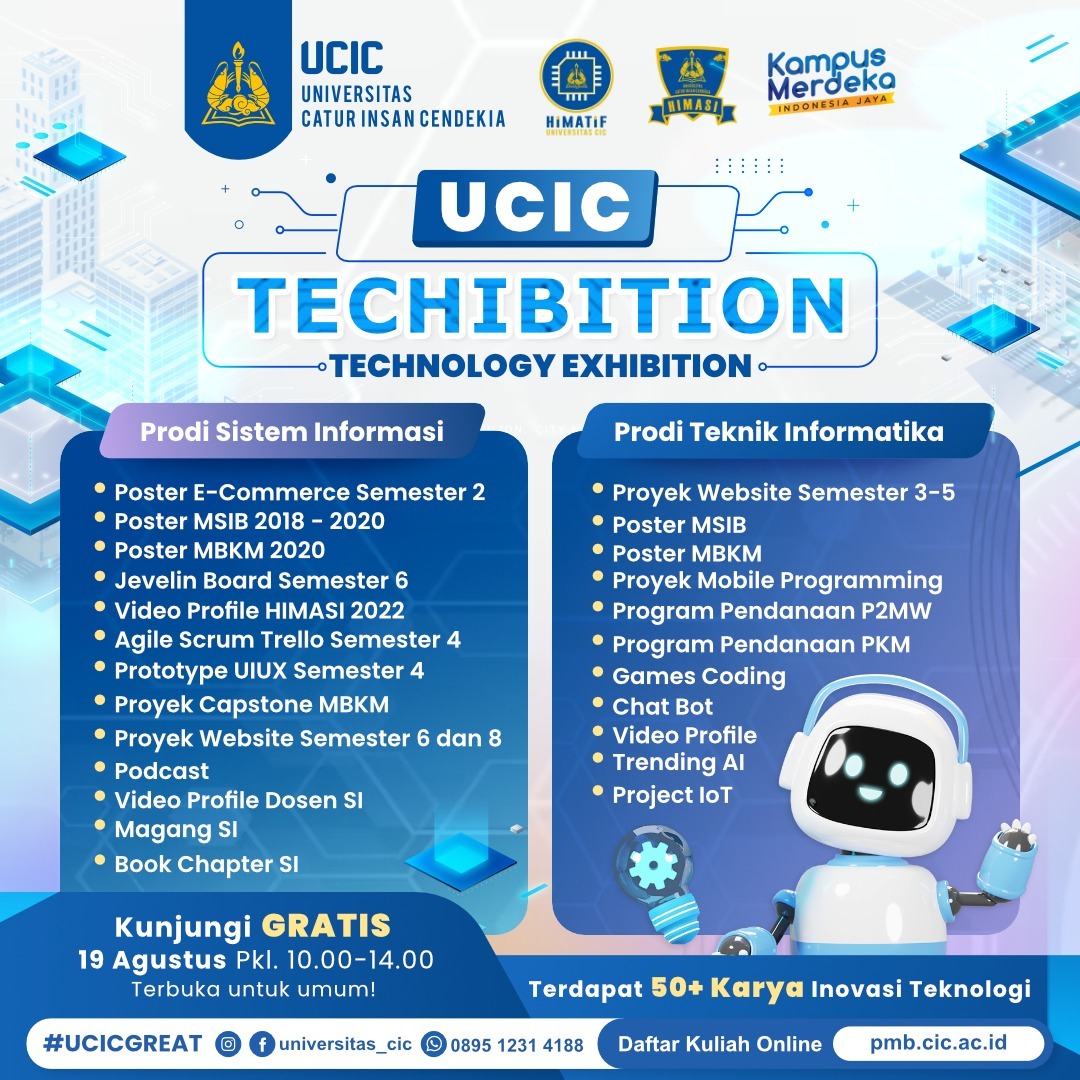 UCIC
UNIVERSITAS
CATUR INSAN CENDEKIA
HiMATiF
UNIVERSITAS CIC
HIMASI
Kampus
Merdeka
INDONESIA JAYA
UCIC
TECHIBITION
TECHNOLOGY EXHIBITION
Prodi Sistem Informasi
Poster E-Commerce Semester 2
Poster MSIB 2018 - 2020
Poster MBKM 2020
Jevelin Board Semester 6
Video Profile HIMASI 2022
Agile Scrum Trello Semester 4
Prototype UIUX Semester 4
Proyek Capstone MBKM
Proyek Website Semester 6 dan 8
Podcast
Video Profile Dosen SI
Magang SI
Book Chapter SI
Prodi Teknik Informatika
Proyek Website Semester 3-5
Poster MSIB
Poster MBKM
Proyek Mobile Programming
Program Pendanaan P2MW
Program Pendanaan PKM
Games Coding
Chat Bot
Video Profile
Trending AI
Project IoT
Kunjungi GRATIS
19 Agustus Pkl. 10.00-14.00
Terbuka untuk umum!
Terdapat 50+ Karya Inovasi Teknologi
#UCICGREAT universitas_cic 0895 1231 4188 Daftar Kuliah Online pmb.cic.ac.id